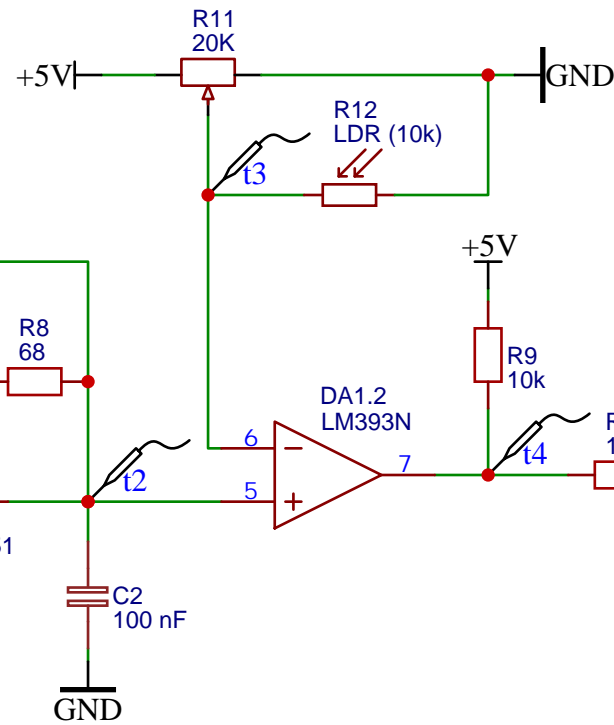 R11
20K
+5V
GND
R12
LDR (10k)
t3
+5V
R8
68
R9
10k
DA1.2
LM393N
6
7
5
t4
t2
C2
100 nF
GND